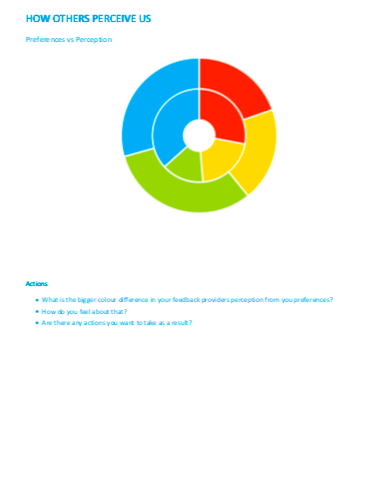 HOW OTHERS PERCEIVE US
Preferences vs Perception
Actions
• What is the bigger colour difference in your feedback providers perception from you preferences?
• How do you feel about that?
• Are there any actions you want to take as a result?